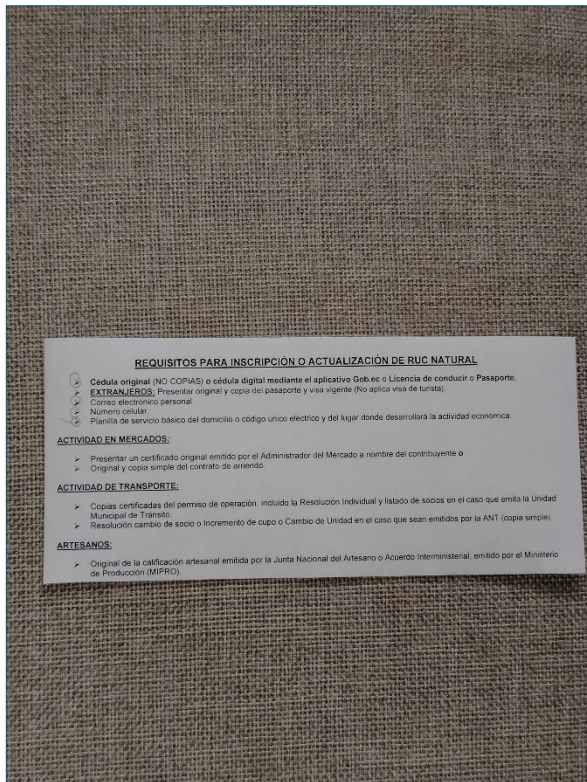 REQUISITOS PARA INSCRIPCIÓN O ACTUALIZACIÓN DE RUC NATURAL
➢ Cédula original (NO COPIAS) o cédula digital mediante el aplicativo Gob.ec o Licencia de conducir o Pasaporte.
➢ EXTRANJEROS: Presentar original y copia del pasaporte y visa vigente (No aplica visa de turista).
➢ Correo electrónico personal
➢ Número celular.
➢ Planilla de servicio básico del domicilio o código unico eléctrico y del lugar donde desarrollará la actividad económica.
ACTIVIDAD EN MERCADOS:
➢ Presentar un certificado original emitido por el Administrador del Mercado a nombre del contribuyente o
➢ Original y copia simple del contrato de arriendo.
ACTIVIDAD DE TRANSPORTE:
➢ Copias certificadas del permiso de operación, incluido la Resolución Individual y listado de socios en el caso que emita la Unidad
Municipal de Tránsito.
➢ Resolución cambio de socio o Incremento de cupo o Cambio de Unidad en el caso que sean emitidos por la ANT (copia simple).
ARTESANOS:
➢ Original de la calificación artesanal emitida por la Junta Nacional del Artesano o Acuerdo Interministerial, emitido por el Ministerio
de Producción (MIPRO).